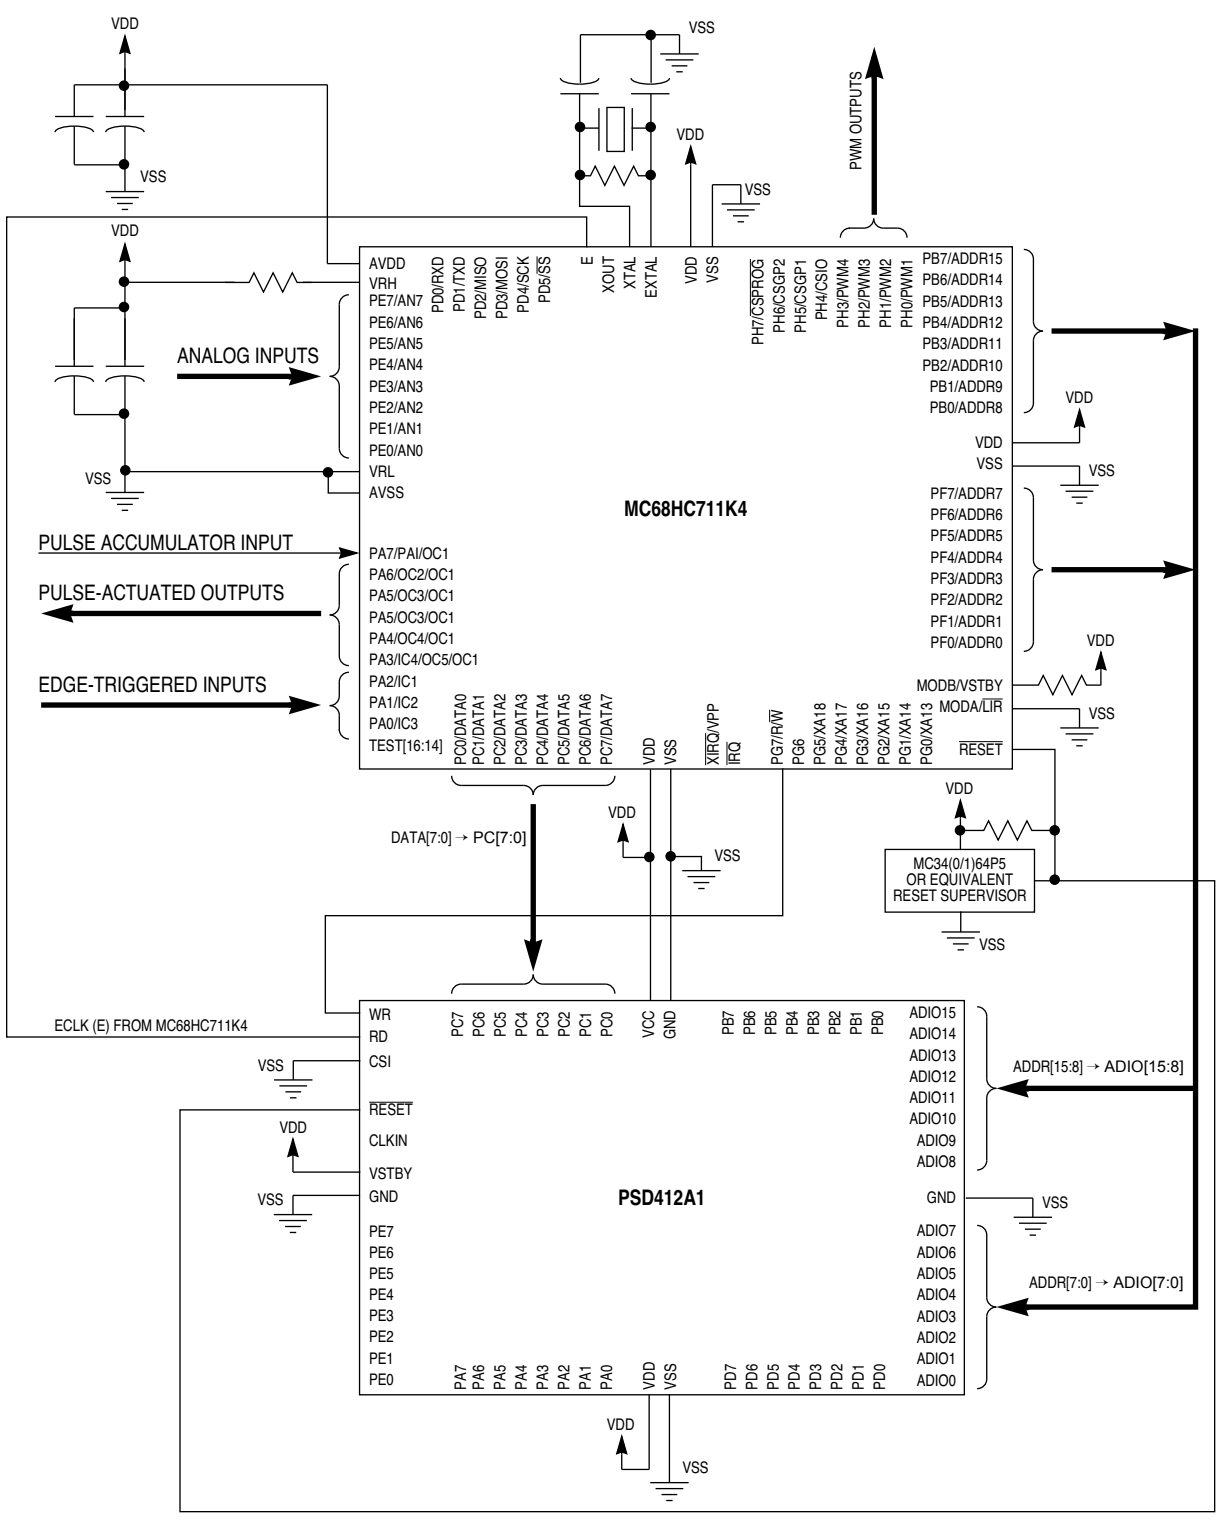 VDD
VSS
VDD
VSS
VSS
VDD
VSS
PWM OUTPUTS
AVDD
VRH
PE7/AN7
PE6/AN6
PE5/AN5
PE4/AN4
PE3/AN3
PE2/AN2
PE1/AN1
PE0/AN0
VRL
AVSS
ANALOG INPUTS
PD0/RXD
PD1/TXD
PD2/MISO
PD3/MOSI
PD4/SCK
PD5/SS
E
XOUT
XTAL
EXTAL
VDD
VSS
PH7/CSPROG
PH6/CSGP2
PH5/CSGP1
PH4/CSIO
PH3/PWM4
PH2/PWM3
PH1/PWM2
PH0/PWM1
PB7/ADDR15
PB6/ADDR14
PB5/ADDR13
PB4/ADDR12
PB3/ADDR11
PB2/ADDR10
PB1/ADDR9
PB0/ADDR8
VDD
VDD
VSS
VSS
MC68HC711K4
PF7/ADDR7
PF6/ADDR6
PF5/ADDR5
PF4/ADDR4
PF3/ADDR3
PF2/ADDR2
PF1/ADDR1
PF0/ADDR0
VDD
MODB/VSTBY
MODA/LIR
VSS
RESET
PULSE ACCUMULATOR INPUT
PULSE-ACTUATED OUTPUTS
EDGE-TRIGGERED INPUTS
PA7/PAI/OC1
PA6/OC2/OC1
PA5/OC3/OC1
PA5/OC3/OC1
PA4/OC4/OC1
PA3/IC4/OC5/OC1
PA2/IC1
PA1/IC2
PA0/IC3
TEST[16:14]
PC0/DATA0
PC1/DATA1
PC2/DATA2
PC3/DATA3
PC4/DATA4
PC5/DATA5
PC6/DATA6
PC7/DATA7
VDD
VSS
XIRQ/VPP
IRQ
PG7/R/W
PG6
PG5/XA18
PG4/XA17
PG3/XA16
PG2/XA15
PG1/XA14
PG0/XA13
VDD
DATA[7:0] → PC[7:0]
VDD
VSS
MC34(0/1)64P5
OR EQUIVALENT
RESET SUPERVISOR
VSS
ECLK (E) FROM MC68HC711K4
WR
RD
CSI
VSS
RESET
CLKIN
VDD
VSTBY
VSS
GND
PE7
PE6
PE5
PE4
PE3
PE2
PE1
PE0
PC7
PC6
PC5
PC4
PC3
PC2
PC1
PC0
VCC
GND
PB7
PB6
PB5
PB4
PB3
PB2
PB1
PB0
ADIO15
ADIO14
ADIO13
ADIO12
ADIO11
ADIO10
ADIO9
ADIO8
ADDR[15:8] → ADIO[15:8]
PSD412A1
GND
VSS
ADIO7
ADIO6
ADIO5
ADIO4
ADIO3
ADIO2
ADIO1
ADIO0
ADDR[7:0] → ADIO[7:0]
PA7
PA6
PA5
PA4
PA3
PA2
PA1
PA0
VDD
VSS
PD7
PD6
PD5
PD4
PD3
PD2
PD1
PD0
VDD
VSS